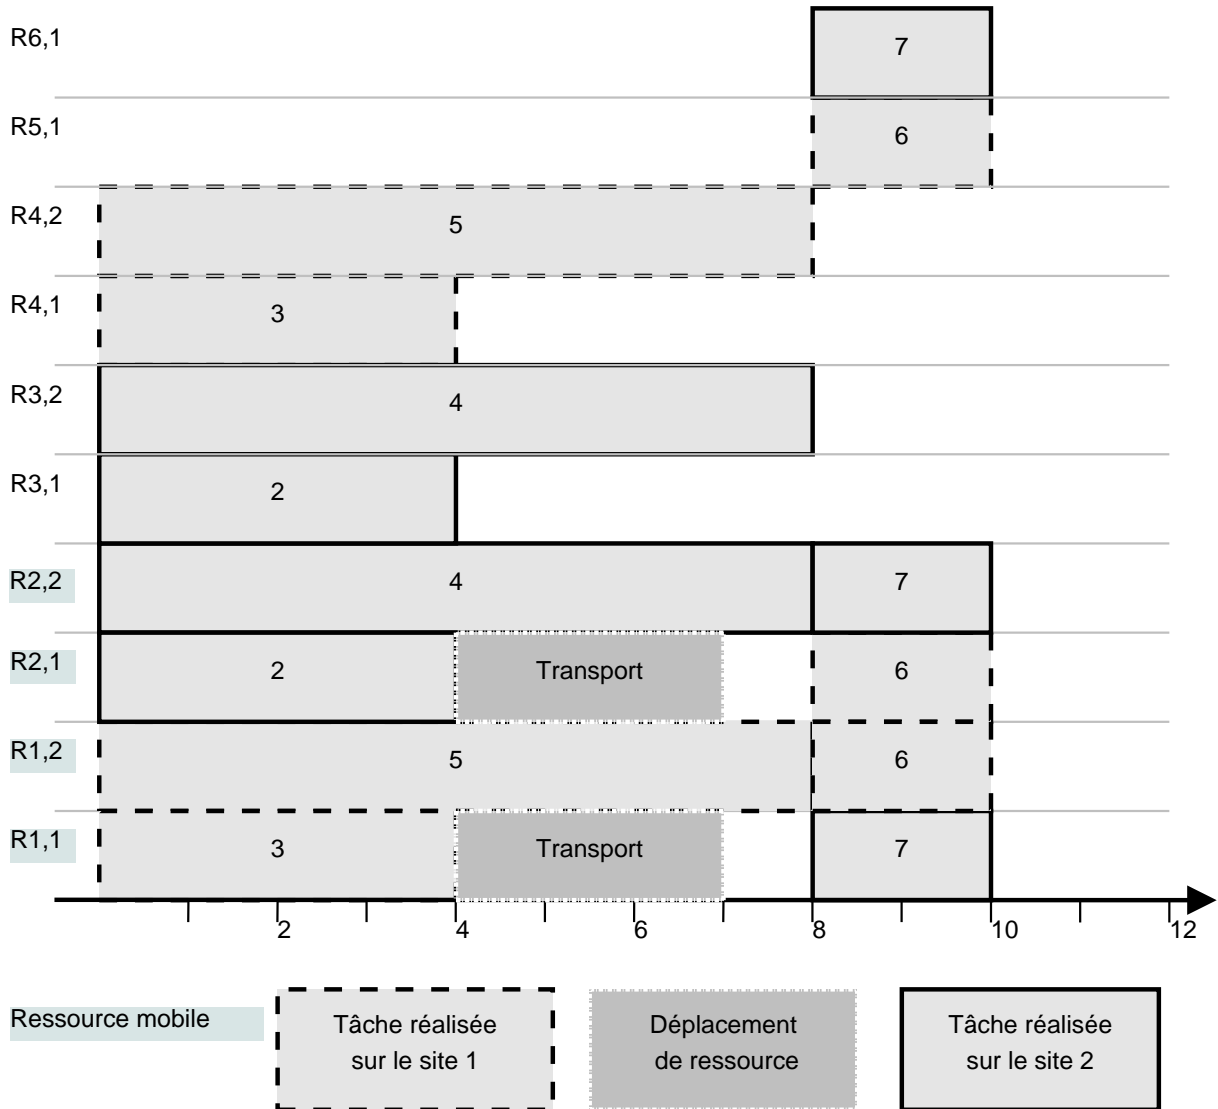 R6,1
7
R5,1
6
R4,2
5
R4,1
3
R3,2
4
R3,1
2
R2,2
4
7
R2,1
2
Transport
6
R1,2
5
6
R1,1
3
Transport
7
2
4
6
8
10
12
Ressource mobile
Tâche réalisée
sur le site 1
Déplacement
de ressource
Tâche réalisée
sur le site 2